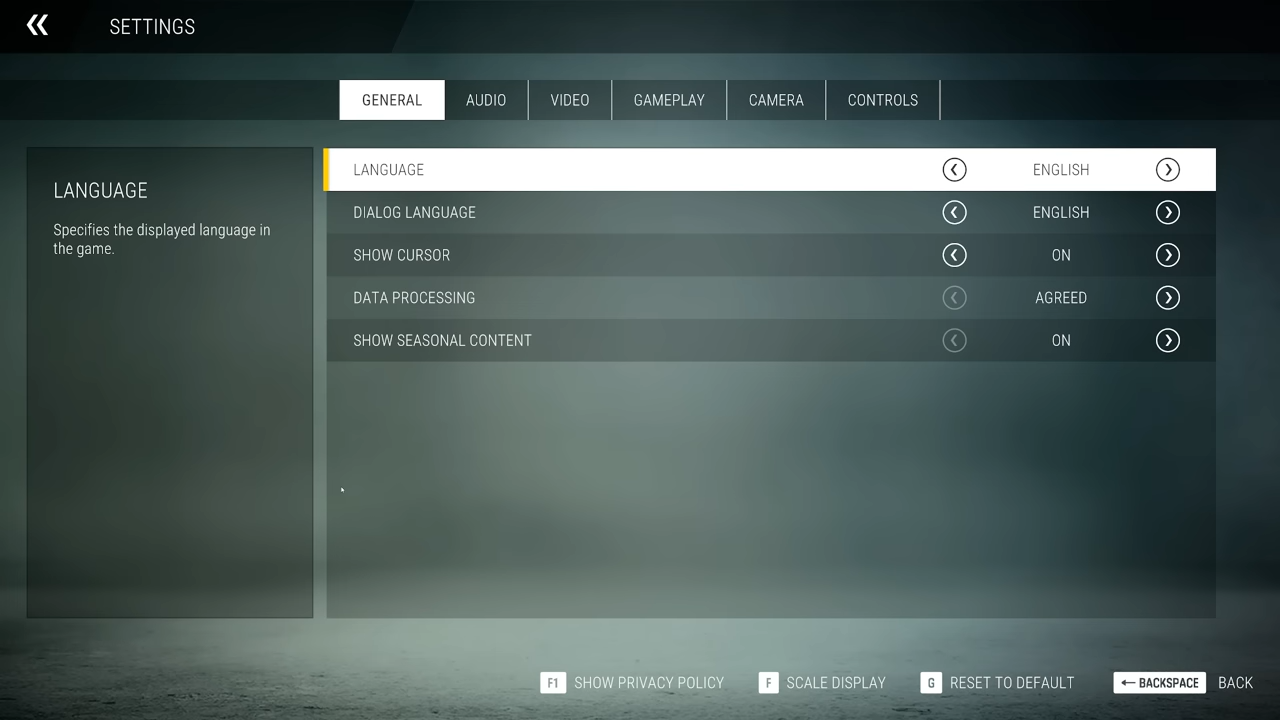 SETTINGS
GENERAL AUDIO VIDEO GAMEPLAY CAMERA CONTROLS
LANGUAGE
Specifies the displayed language in
the game.
LANGUAGE ENGLISH
DIALOG LANGUAGE ENGLISH
SHOW CURSOR ON
DATA PROCESSING AGREED
SHOW SEASONAL CONTENT ON
F1 SHOW PRIVACY POLICY F SCALE DISPLAY G RESET TO DEFAULT ← BACKSPACE BACK